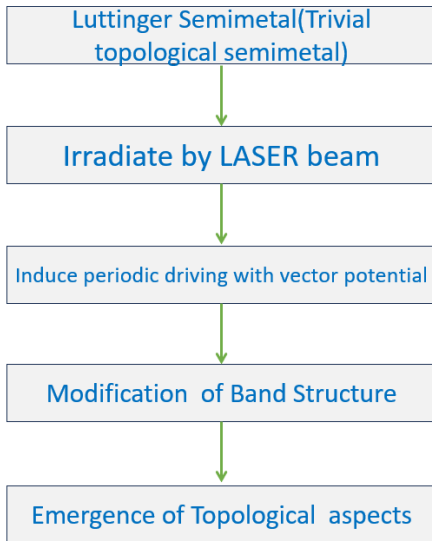 Luttinger Semimetal(Trivial
topological semimetal)
Irradiate by LASER beam
Induce periodic driving with vector potential
Modification of Band Structure
Emergence of Topological aspects